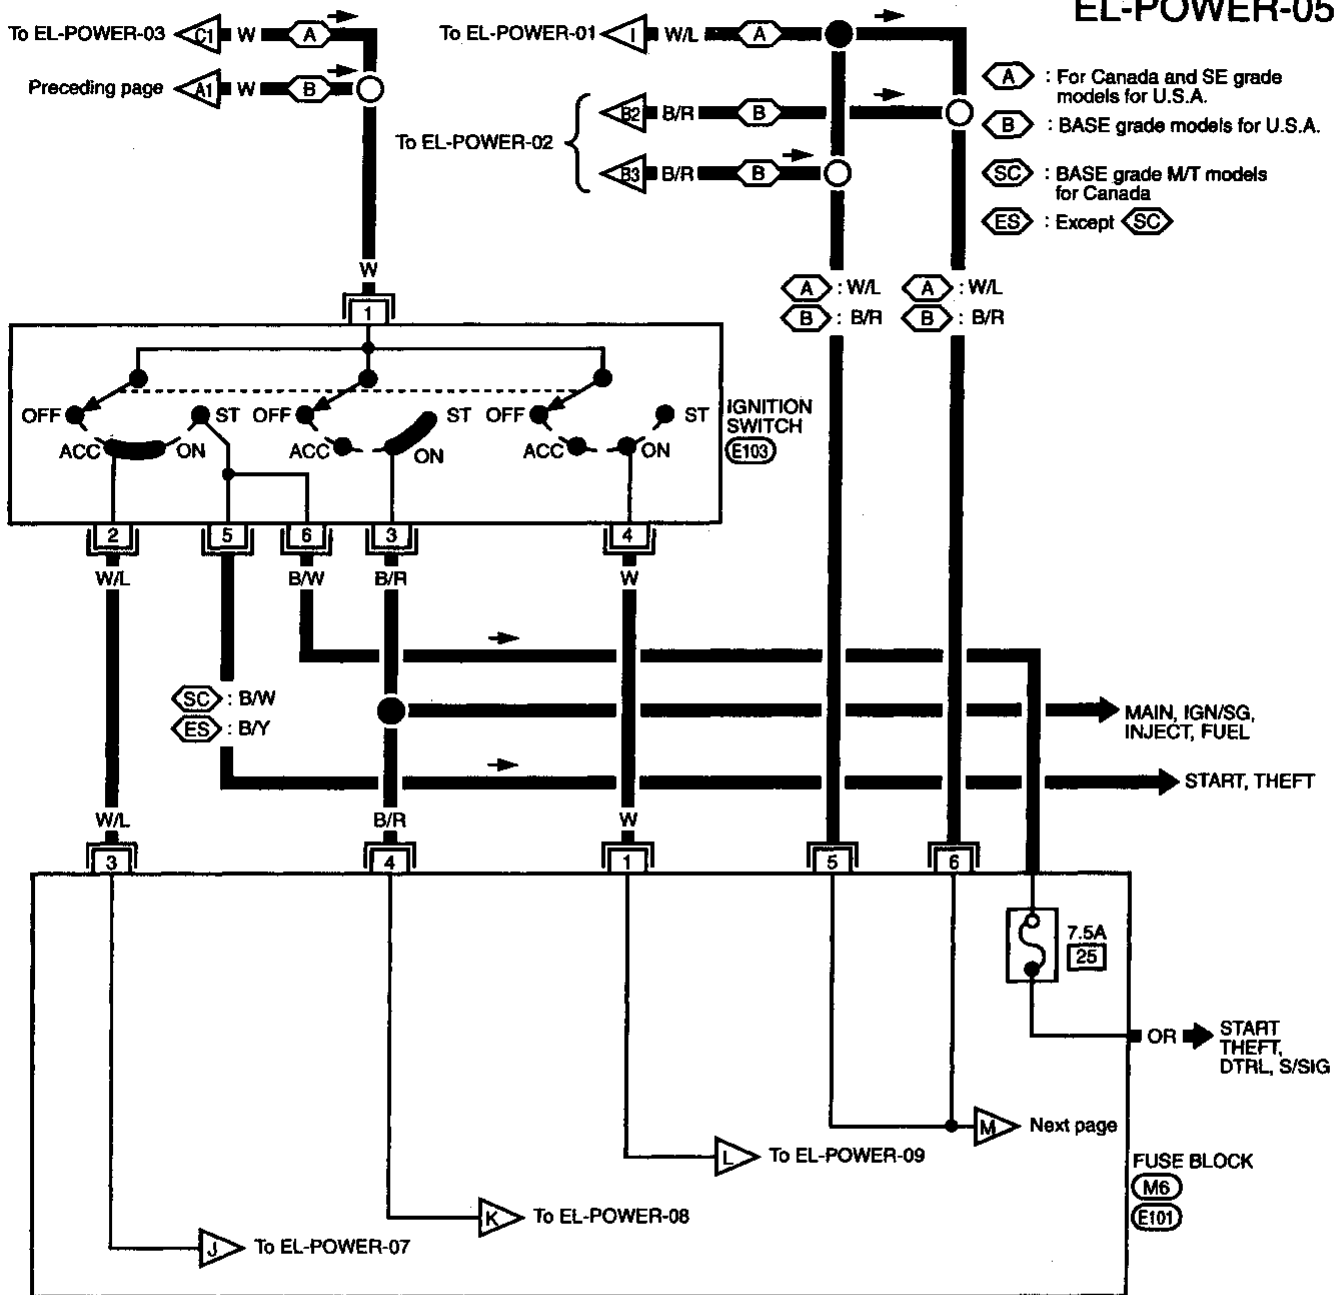 EL-POWER-05
To EL-POWER-03 C1 W A
To EL-POWER-01 I W/L A
Preceding page A1 W B
A : For Canada and SE grade
models for U.S.A.
B2 B/R B
B : BASE grade models for U.S.A.
To EL-POWER-02
B3 B/R B
SC : BASE grade M/T models
for Canada
ES : Except SC
W
A : W/L A : W/L
B : B/R B : B/R
1
OFF ST OFF ST OFF ST
ACC ON ACC ON ACC ON
IGNITION
SWITCH
E103
2 5 6 3 4
W/L B/W B/R W
SC : B/W
ES : B/Y
MAIN, IGN/SG,
INJECT, FUEL
START, THEFT
W/L B/R W
3 4 1 5 6
7.5A
25
OR START
THEFT,
DTRL, S/SIG
M Next page
L To EL-POWER-09
FUSE BLOCK
M6
E101
K To EL-POWER-08
J To EL-POWER-07